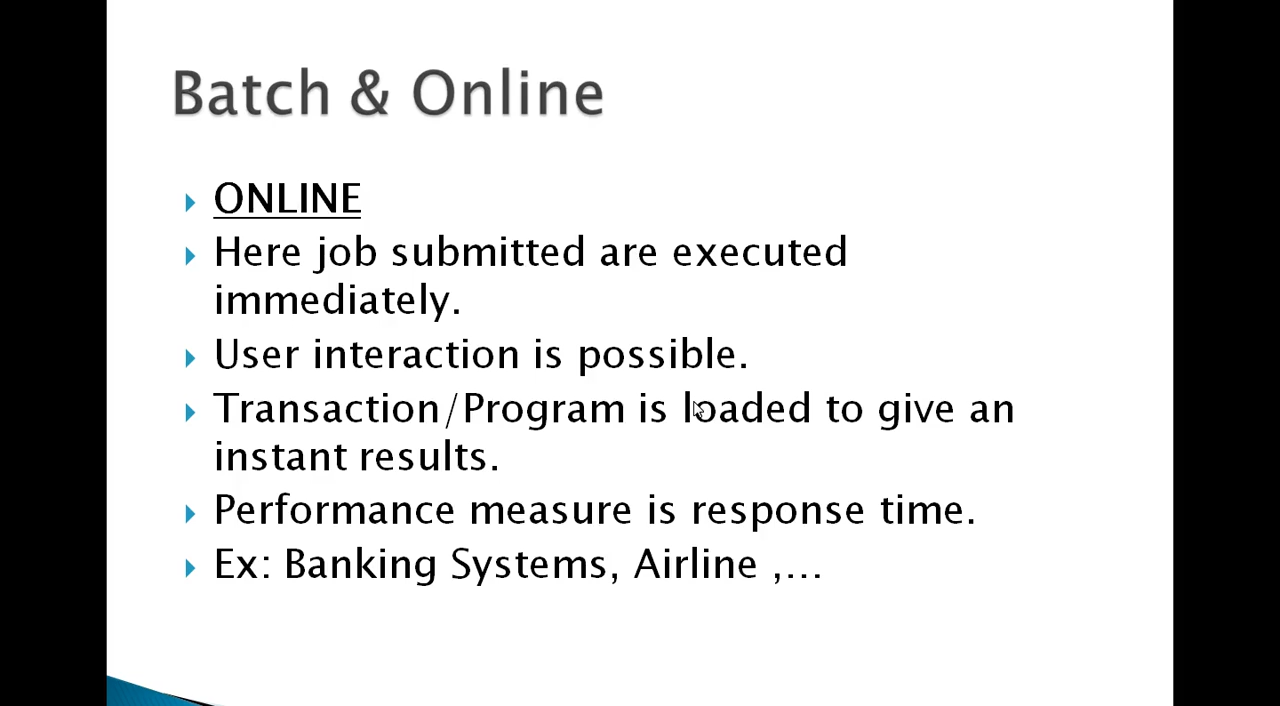 Batch & Online
ONLINE
Here job submitted are executed
immediately.
User interaction is possible.
Transaction/Program is loaded to give an
instant results.
Performance measure is response time.
Ex: Banking Systems, Airline ,...